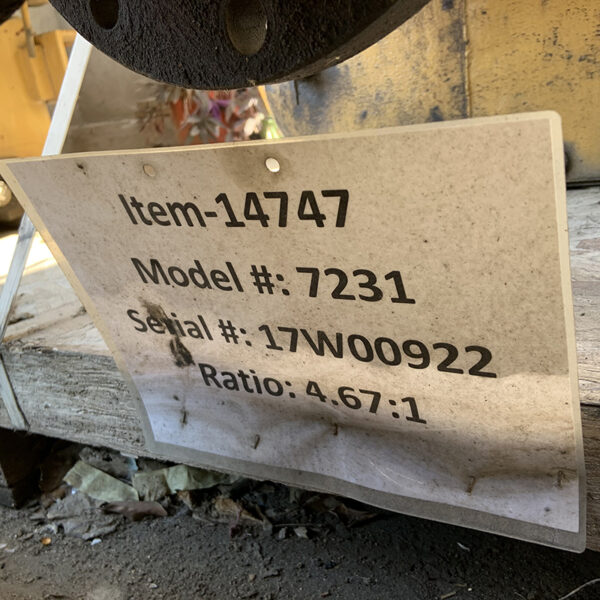 Item-14747
Model #: 7231
Serial #: 17W00922
Ratio: 4.67:1